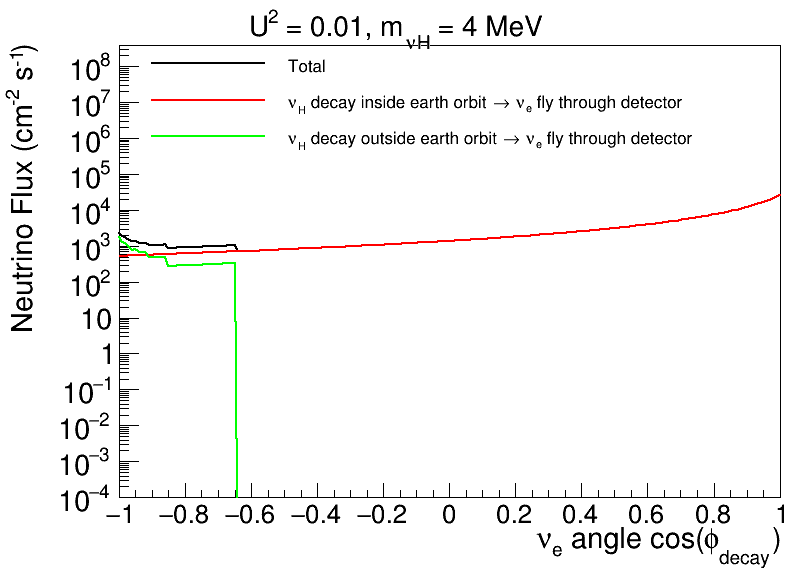 U² = 0.01, m_νH = 4 MeV
Neutrino Flux (cm⁻² s⁻¹)
Total
ν_H decay inside earth orbit → ν_e fly through detector
ν_H decay outside earth orbit → ν_e fly through detector
10⁸
10⁷
10⁶
10⁵
10⁴
10³
10²
10
1
10⁻¹
10⁻²
10⁻³
10⁻⁴
−1 −0.8 −0.6 −0.4 −0.2 0 0.2 0.4 0.6 0.8 1
ν_e angle cos(ϕ_decay)